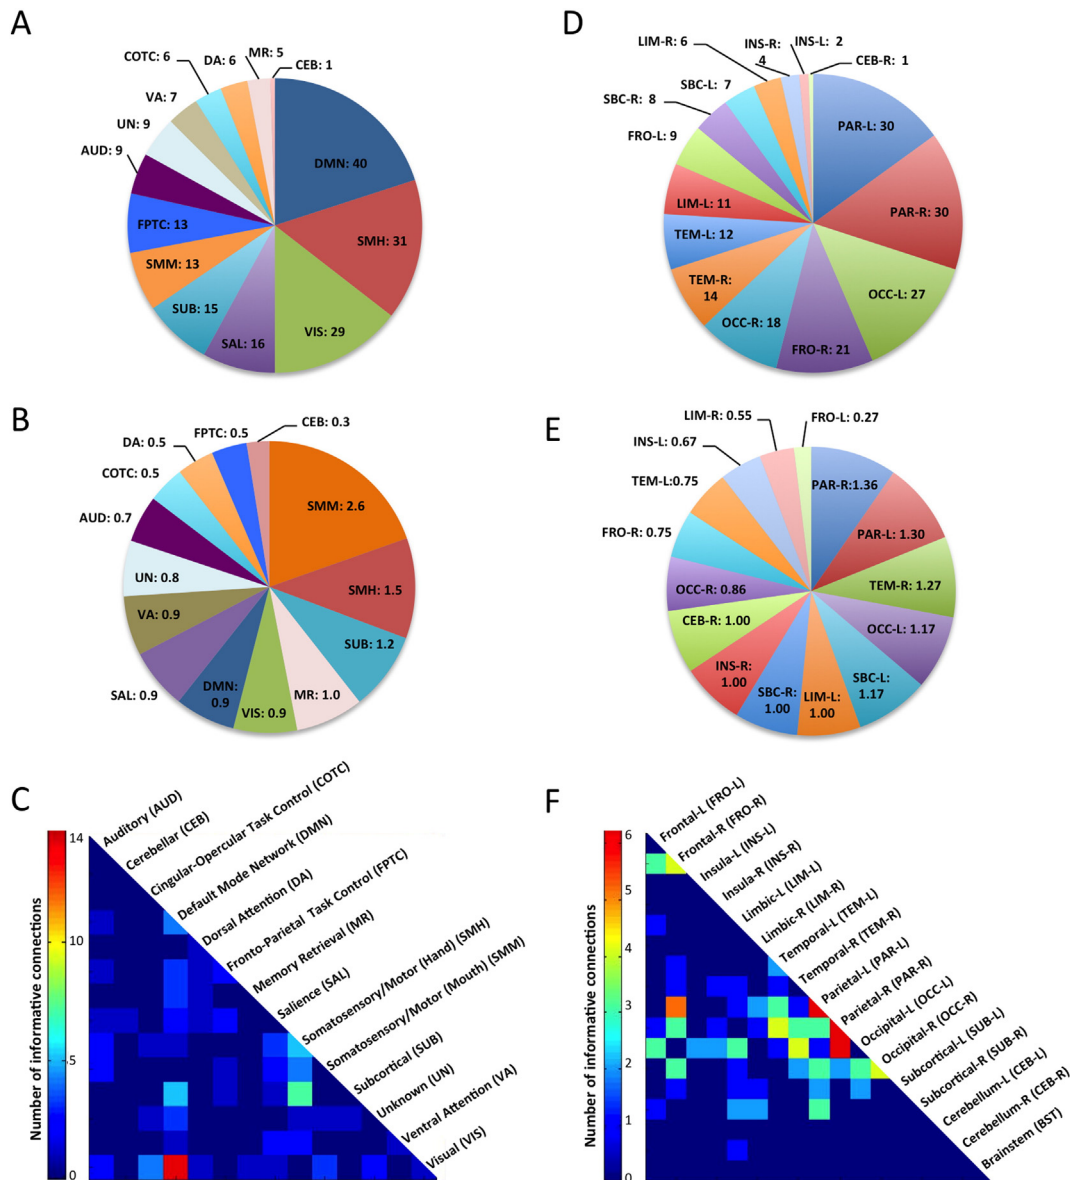 A
COTC: 6
DA: 6
MR: 5
CEB: 1
VA: 7
UN: 9
AUD: 9
DMN: 40
FPTC: 13
SMH: 31
SMM: 13
SUB: 15
SAL: 16
VIS: 29
D
LIM-R: 6
INS-R:
4
INS-L: 2
CEB-R: 1
SBC-L: 7
SBC-R: 8
FRO-L: 9
PAR-L: 30
LIM-L: 11
PAR-R: 30
TEM-L: 12
TEM-R:
14
OCC-L: 27
OCC-R: 18
FRO-R: 21
B
DA: 0.5
FPTC: 0.5
CEB: 0.3
COTC: 0.5
AUD: 0.7
SMM: 2.6
UN: 0.8
SMH: 1.5
VA: 0.9
SUB: 1.2
SAL: 0.9
DMN:
0.9
VIS: 0.9
MR: 1.0
E
LIM-R: 0.55
FRO-L: 0.27
INS-L: 0.67
TEM-L:0.75
PAR-R:1.36
FRO-R: 0.75
PAR-L: 1.30
OCC-R: 0.86
TEM-R: 1.27
CEB-R: 1.00
OCC-L: 1.17
INS-R:
1.00
SBC-R:
1.00
LIM-L:
1.00
SBC-L:
1.17
C
Number of informative connections
14
10
5
0
Auditory (AUD)
Cerebellar (CEB)
Cingular-Opercular Task Control (COTC)
Default Mode Network (DMN)
Dorsal Attention (DA)
Fronto-Parietal Task Control (FPTC)
Memory Retrieval (MR)
Salience (SAL)
Somatosensory/Motor (Hand) (SMH)
Somatosensory/Motor (Mouth) (SMM)
Subcortical (SUB)
Unknown (UN)
Ventral Attention (VA)
Visual (VIS)
F
Number of informative connections
6
5
4
3
2
1
0
Frontal-L (FRO-L)
Frontal-R (FRO-R)
Insula-L (INS-L)
Insula-R (INS-R)
Limbic-L (LIM-L)
Limbic-R (LIM-R)
Temporal-L (TEM-L)
Temporal-R (TEM-R)
Parietal-L (PAR-L)
Parietal-R (PAR-R)
Occipital-L (OCC-L)
Occipital-R (OCC-R)
Subcortical-L (SUB-L)
Subcortical-R (SUB-R)
Cerebellum-L (CEB-L)
Cerebellum-R (CEB-R)
Brainstem (BST)